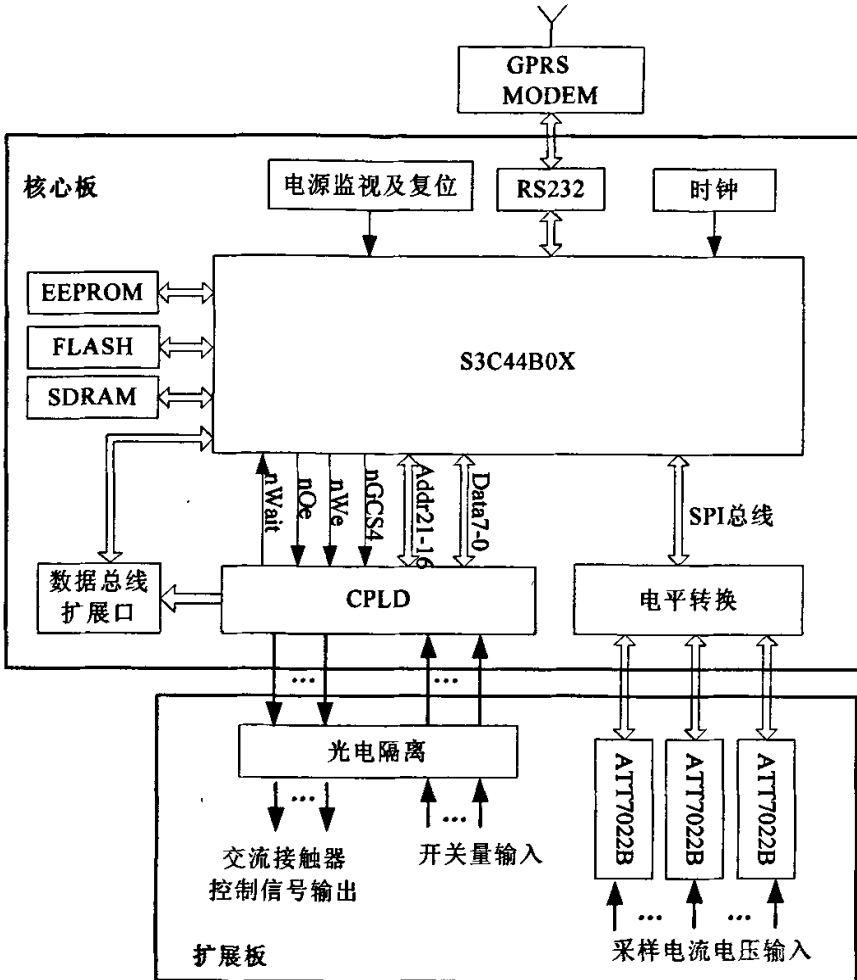 GPRS
MODEM
核心板
电源监视及复位
RS232
时钟
EEPROM
FLASH
SDRAM
S3C44B0X
nWait
nOe
nWe
nGCS4
Addr21-16
Data7-0
SPI总线
数据总线
扩展口
CPLD
电平转换
...
...
光电隔离
ATT7022B
ATT7022B
ATT7022B
...
...
交流接触器
控制信号输出
开关量输入
...
...
采样电流电压输入
扩展板